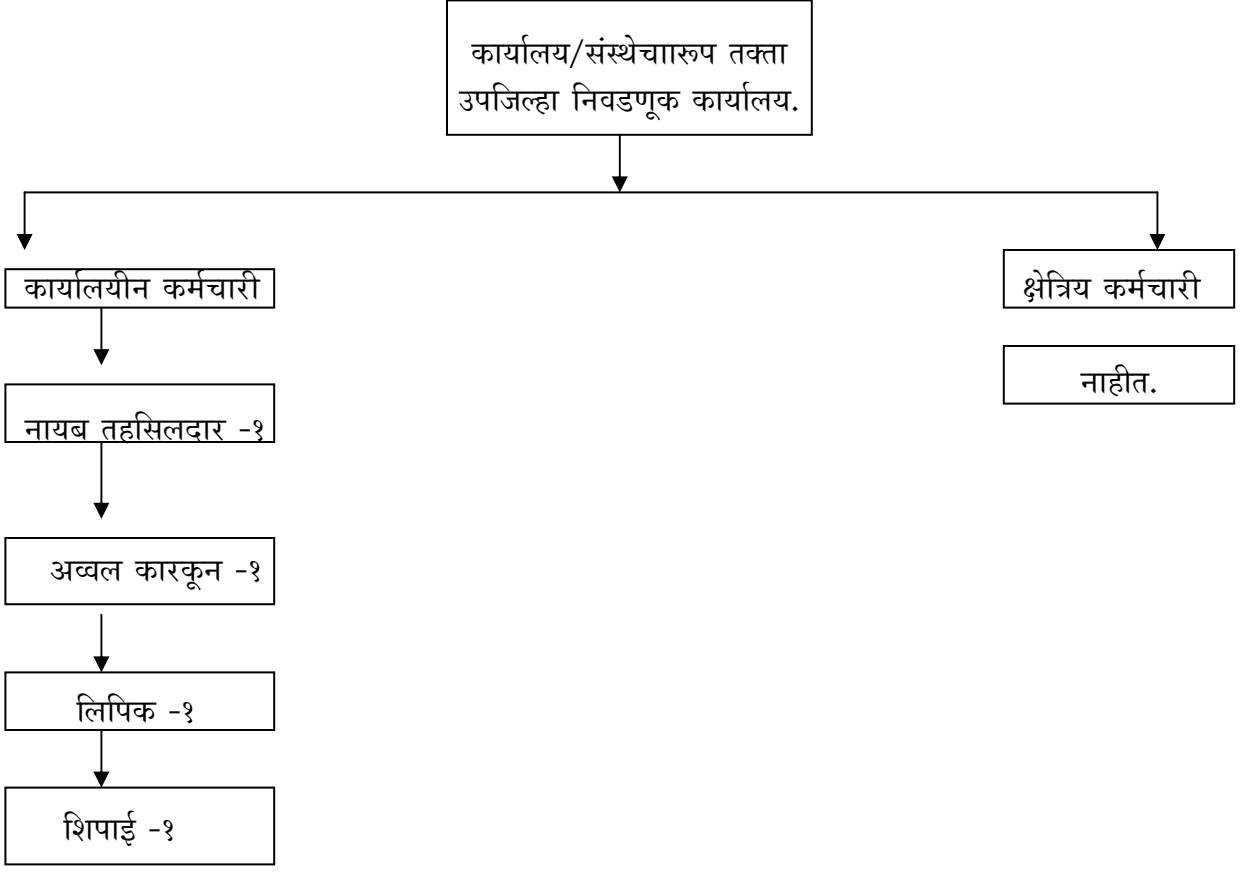 कार्यालय/संस्थेचाारूप तक्ता
उपजिल्हा निवडणूक कार्यालय.
कार्यालयीन कर्मचारी
क्षेत्रिय कर्मचारी
नाहीत.
नायब तहसिलदार -१
अव्वल कारकून -१
लिपिक -१
शिपाई -१